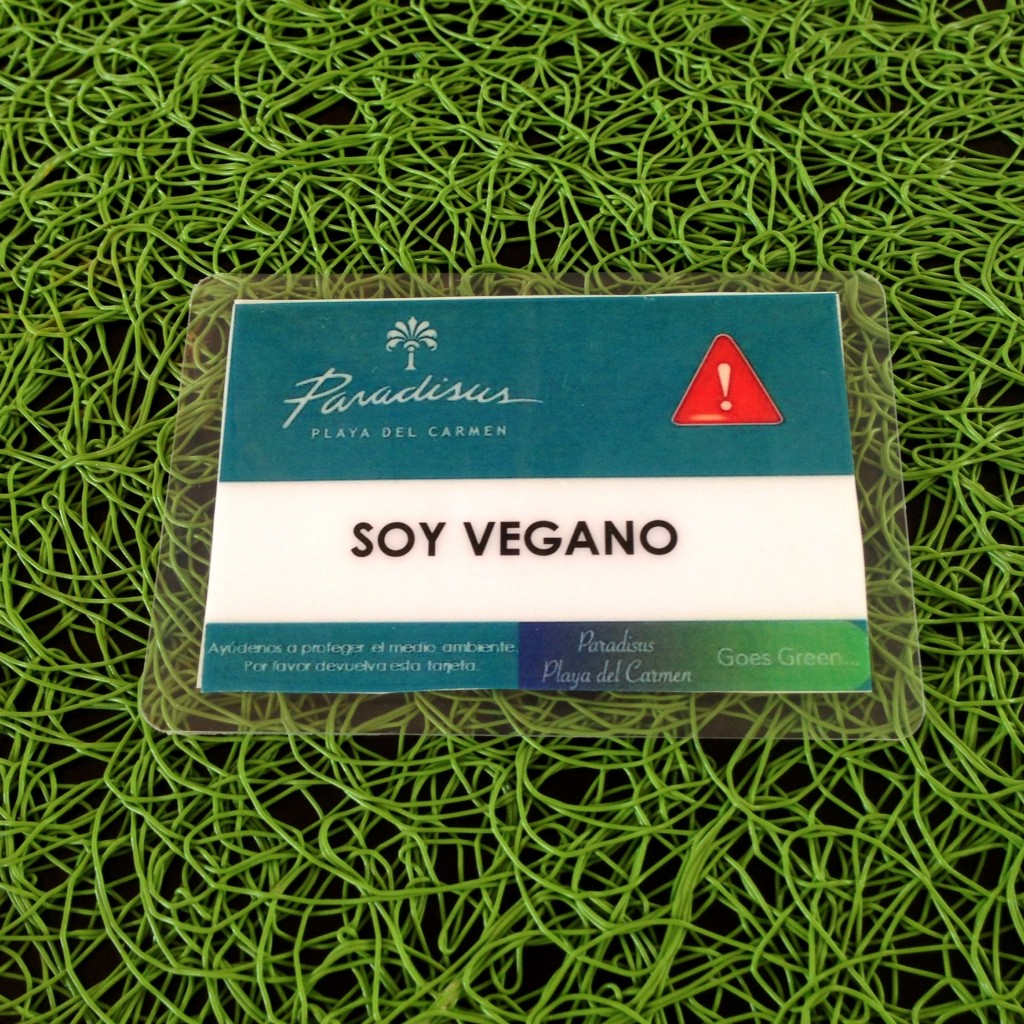 Paradisus
PLAYA DEL CARMEN
!
SOY VEGANO
Ayúdenos a proteger el medio ambiente.
Por favor devuelva esta tarjeta.
Paradisus
Playa del Carmen
Goes Green...